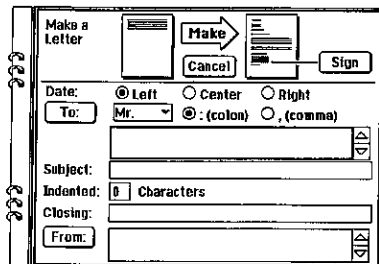 Make a
Letter
Make
Cancel
Sign
Date: Left Center Right
To: Mr. : (colon) , (comma)
Subject:
Indented: 0 Characters
Closing:
From: